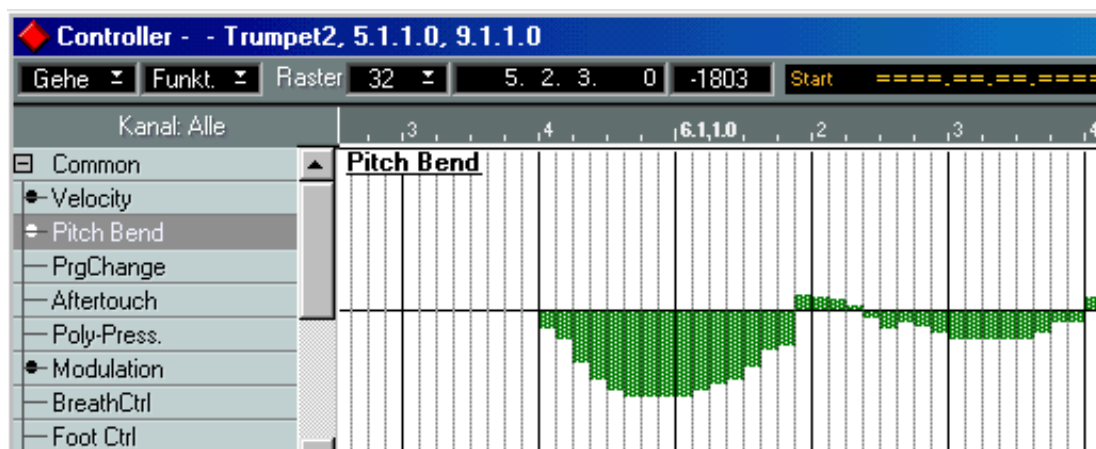 Controller - - Trumpet2, 5.1.1.0, 9.1.1.0
Gehe Funkt. Raster 32 5. 2. 3. 0 -1803 Start ====.==.==.====
Kanal: Alle 3 4 6.1,1.0 2 3 4
Common Pitch Bend
Velocity
Pitch Bend
PrgChange
Aftertouch
Poly-Press.
Modulation
BreathCtrl
Foot Ctrl